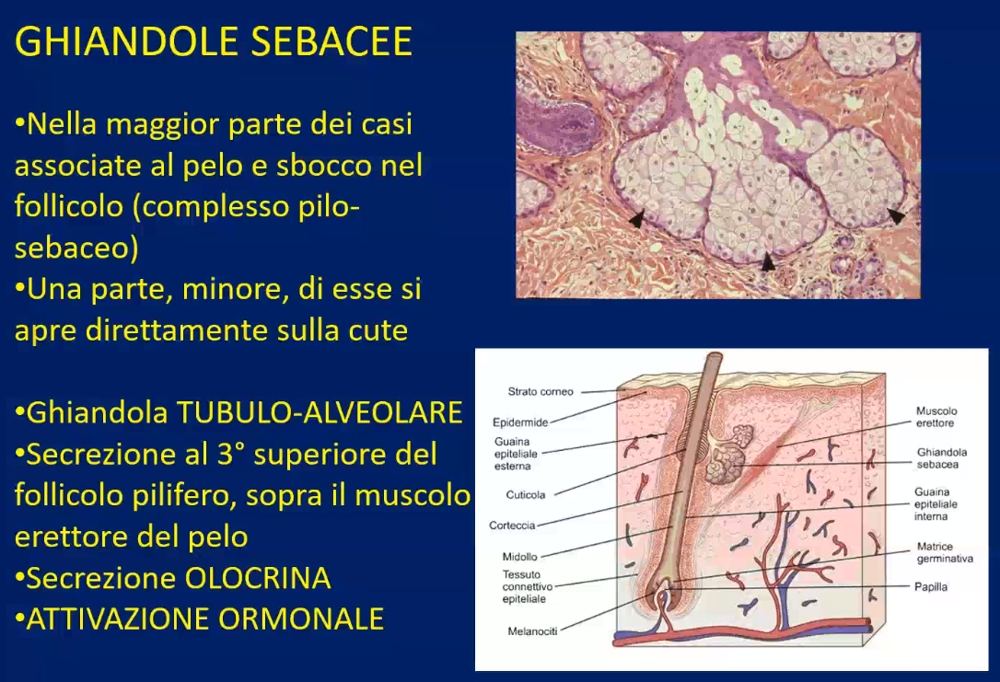 GHIANDOLE SEBACEE
•Nella maggior parte dei casi
associate al pelo e sbocco nel
follicolo (complesso pilo-
sebaceo)
•Una parte, minore, di esse si
apre direttamente sulla cute
•Ghiandola TUBULO-ALVEOLARE
•Secrezione al 3° superiore del
follicolo pilifero, sopra il muscolo
erettore del pelo
•Secrezione OLOCRINA
•ATTIVAZIONE ORMONALE
Strato corneo
Epidermide
Guaina
epiteliale
esterna
Cuticola
Corteccia
Midollo
Tessuto
connettivo
epiteliale
Melanociti
Muscolo
erettore
Ghiandola
sebacea
Guaina
epiteliale
interna
Matrice
germinativa
Papilla